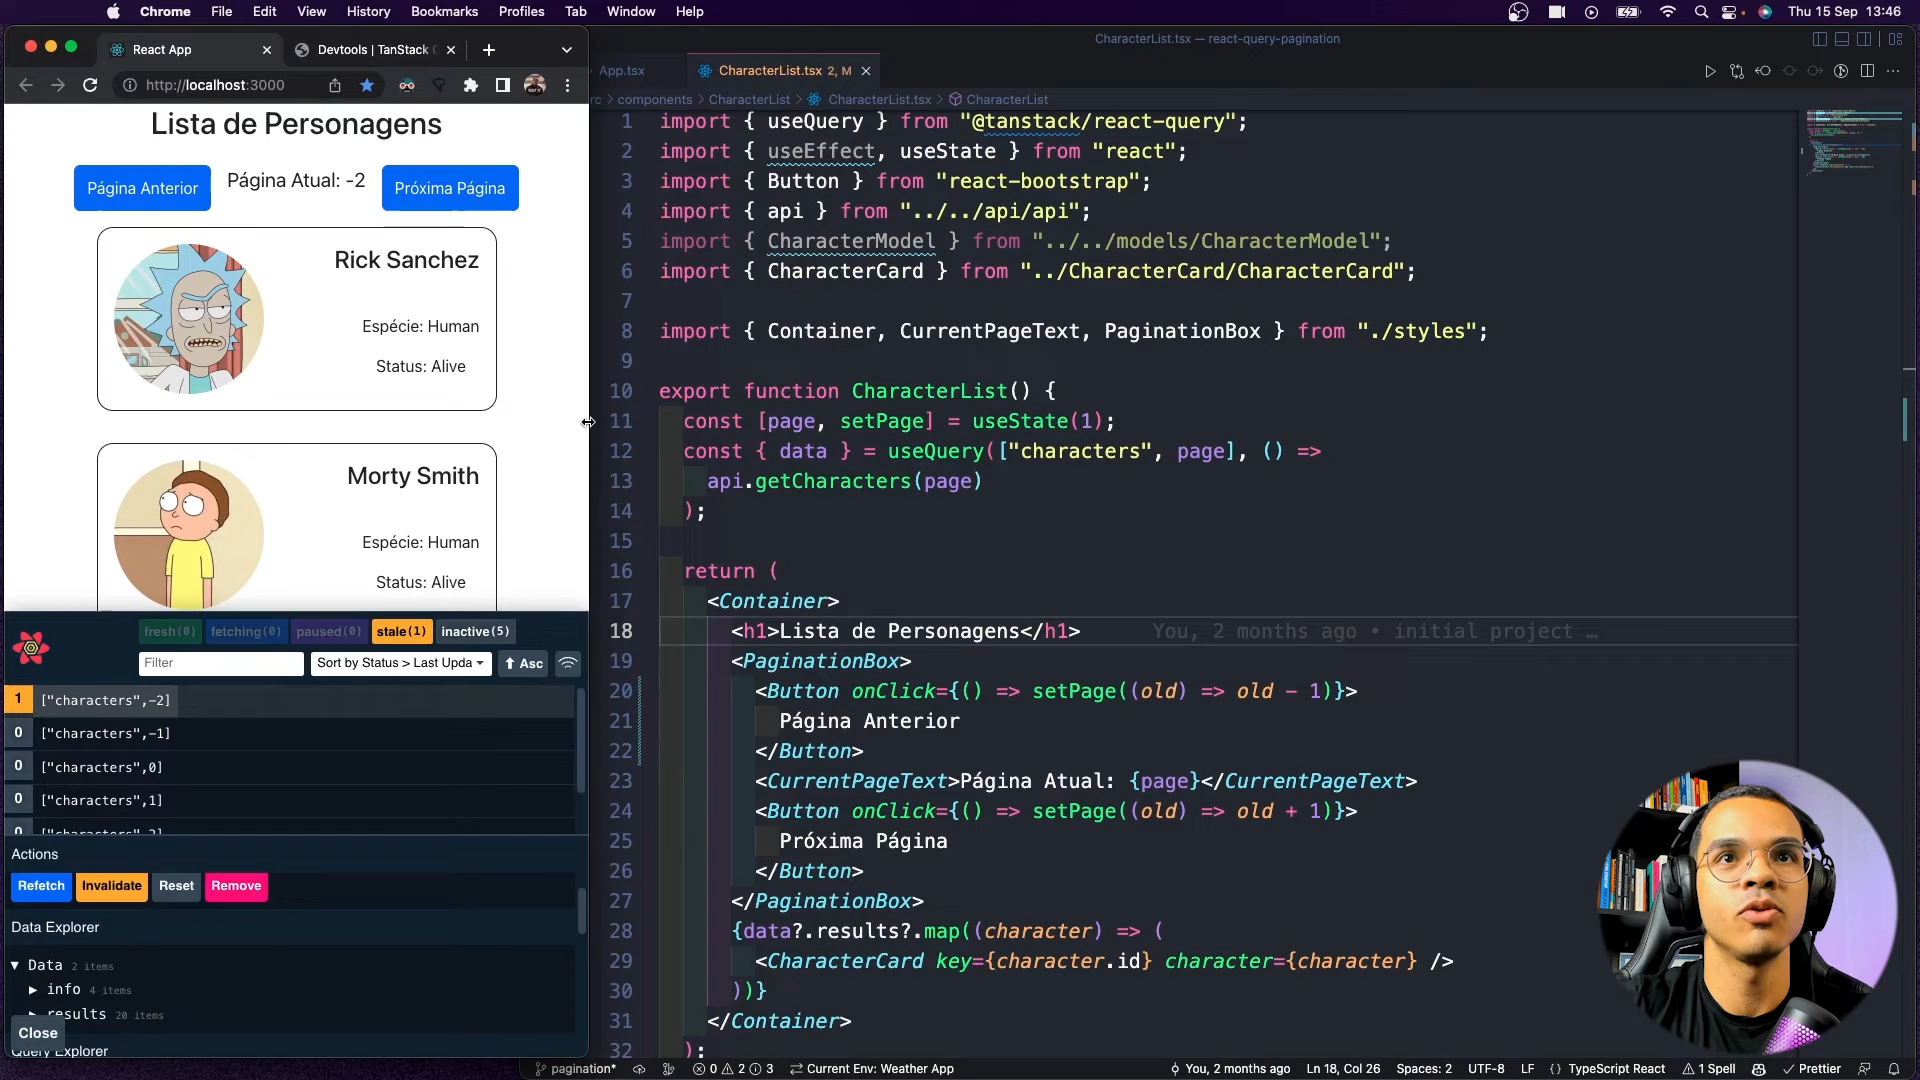 Chrome File Edit View History Bookmarks Profiles Tab Window Help
Thu 15 Sep 13:46
React App
Devtools | TanStack
http://localhost:3000
Lista de Personagens
Página Anterior
Página Atual: -2
Próxima Página
Rick Sanchez
Espécie: Human
Status: Alive
Morty Smith
Espécie: Human
Status: Alive
fresh(0) fetching(0) paused(0) stale(1) inactive(5)
Filter
Sort by Status > Last Upda
Asc
1 ["characters",-2]
0 ["characters",-1]
0 ["characters",0]
0 ["characters",1]
Actions
Refetch Invalidate Reset Remove
Data Explorer
▼ Data 2 items
▶ info 4 items
▶ results 20 items
Close
Query Explorer
CharacterList.tsx — react-query-pagination
App.tsx
CharacterList.tsx 2, M
rc > components > CharacterList > CharacterList.tsx > CharacterList
1 import { useQuery } from "@tanstack/react-query";
2 import { useEffect, useState } from "react";
3 import { Button } from "react-bootstrap";
4 import { api } from "../../api/api";
5 import { CharacterModel } from "../../models/CharacterModel";
6 import { CharacterCard } from "../CharacterCard/CharacterCard";
7
8 import { Container, CurrentPageText, PaginationBox } from "./styles";
9
10 export function CharacterList() {
11 const [page, setPage] = useState(1);
12 const { data } = useQuery(["characters", page], () =>
13 api.getCharacters(page)
14 );
15
16 return (
17 <Container>
18 <h1>Lista de Personagens</h1> You, 2 months ago • initial project …
19 <PaginationBox>
20 <Button onClick={() => setPage((old) => old - 1)}>
21 Página Anterior
22 </Button>
23 <CurrentPageText>Página Atual: {page}</CurrentPageText>
24 <Button onClick={() => setPage((old) => old + 1)}>
25 Próxima Página
26 </Button>
27 </PaginationBox>
28 {data?.results?.map((character) => (
29 <CharacterCard key={character.id} character={character} />
30 ))}
31 </Container>
32 );
pagination* 0 2 3 Current Env: Weather App
You, 2 months ago Ln 18, Col 26 Spaces: 2 UTF-8 LF {} TypeScript React 1 Spell Prettier